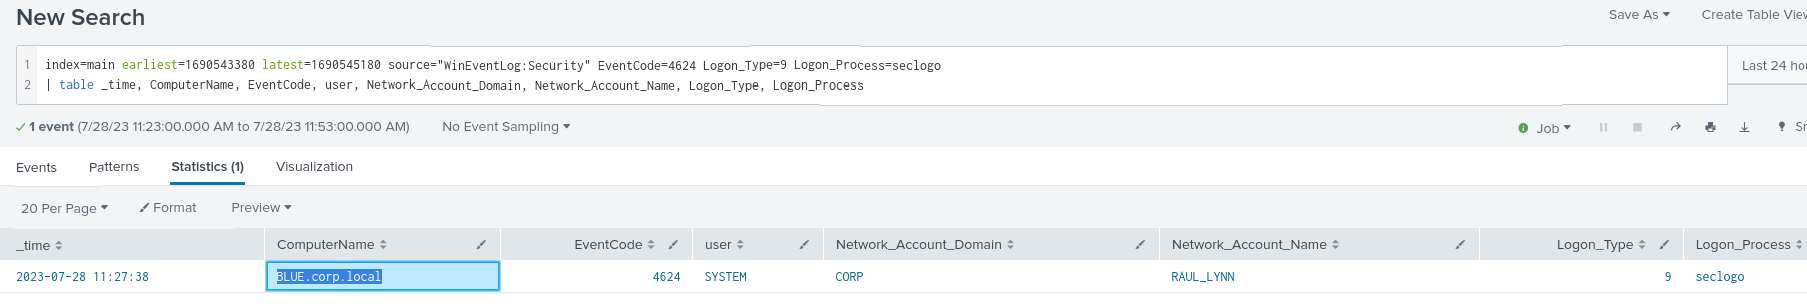 New Search
Save As Create Table View
1 index=main earliest=1690543380 latest=1690545180 source="WinEventLog:Security" EventCode=4624 Logon_Type=9 Logon_Process=seclogo
2 | table _time, ComputerName, EventCode, user, Network_Account_Domain, Network_Account_Name, Logon_Type, Logon_Process
Last 24 hou
1 event (7/28/23 11:23:00.000 AM to 7/28/23 11:53:00.000 AM) No Event Sampling Job
Events Patterns Statistics (1) Visualization
20 Per Page Format Preview
_time ComputerName EventCode user Network_Account_Domain Network_Account_Name Logon_Type Logon_Process
2023-07-28 11:27:38 BLUE.corp.local 4624 SYSTEM CORP RAUL_LYNN 9 seclogo